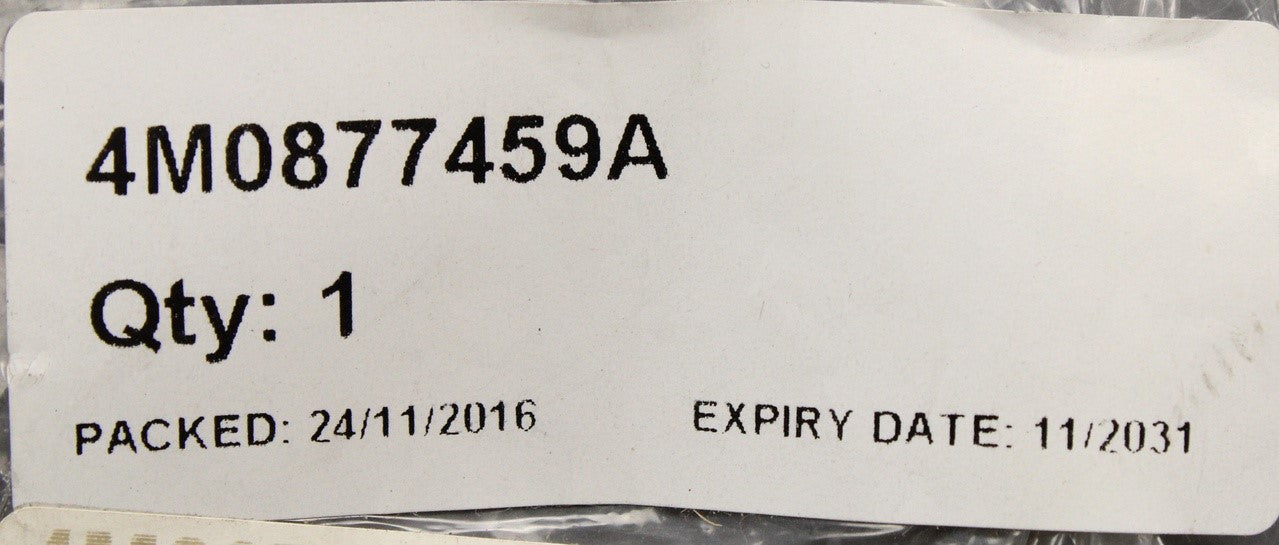 4M0877459A
Qty: 1
PACKED: 24/11/2016 EXPIRY DATE: 11/2031